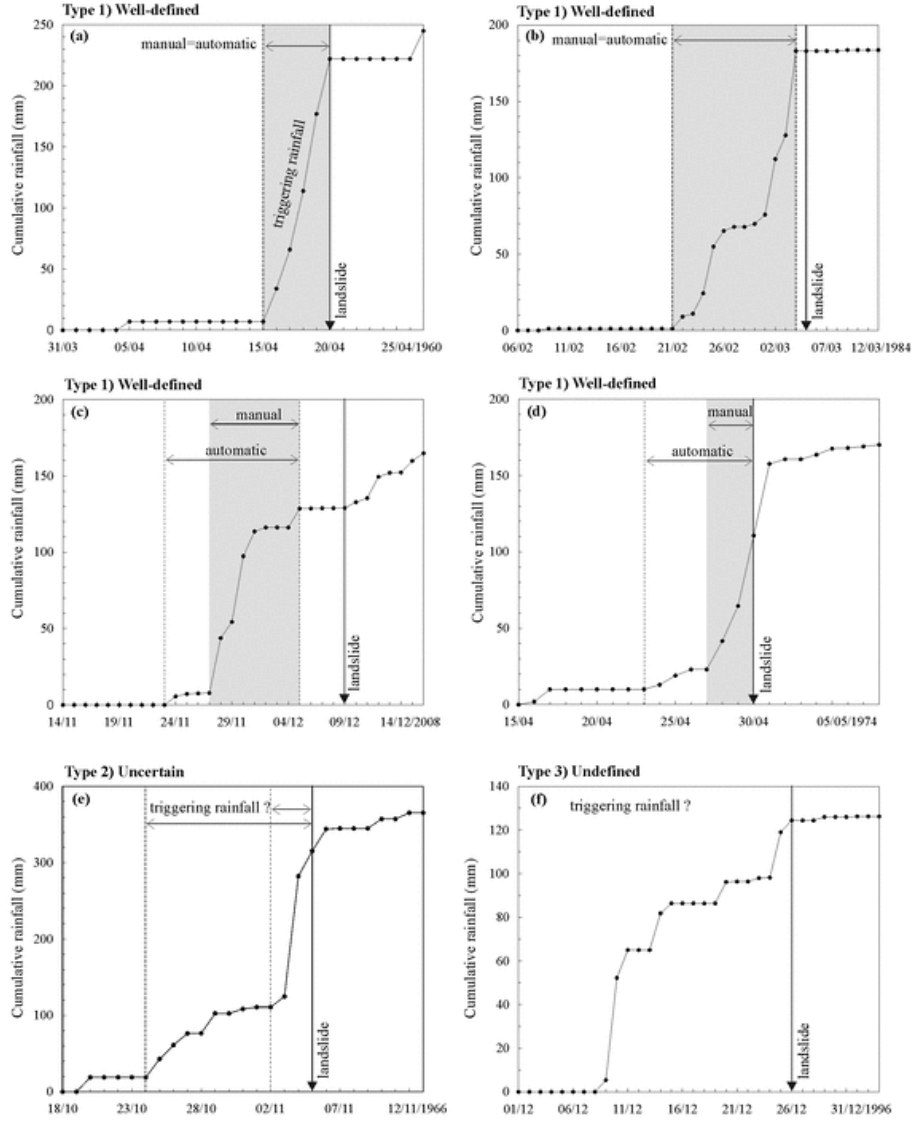 Type 1) Well-defined
(a)
manual=automatic
triggering rainfall
landslide
Cumulative rainfall (mm)
250
200
150
100
50
0
31/03 05/04 10/04 15/04 20/04 25/04/1960
Type 1) Well-defined
(b)
manual=automatic
landslide
Cumulative rainfall (mm)
200
150
100
50
0
06/02 11/02 16/02 21/02 26/02 02/03 07/03 12/03/1984
Type 1) Well-defined
(c)
manual
automatic
landslide
Cumulative rainfall (mm)
200
150
100
50
0
14/11 19/11 24/11 29/11 04/12 09/12 14/12/2008
Type 1) Well-defined
(d)
manual
automatic
landslide
Cumulative rainfall (mm)
200
150
100
50
0
15/04 20/04 25/04 30/04 05/05/1974
Type 2) Uncertain
(e)
triggering rainfall ?
landslide
Cumulative rainfall (mm)
400
300
200
100
0
18/10 23/10 28/10 02/11 07/11 12/11/1966
Type 3) Undefined
(f)
triggering rainfall ?
landslide
Cumulative rainfall (mm)
140
120
100
80
60
40
20
0
01/12 06/12 11/12 16/12 21/12 26/12 31/12/1996